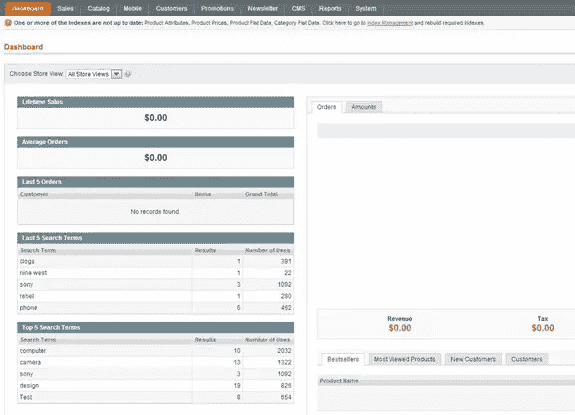 Dashboard Sales Catalog Mobile Customers Promotions Newsletter CMS Reports System
One or more of the Indexes are not up to date: Product Attributes, Product Prices, Product Flat Data, Category Flat Data. Click here to go to Index Management and rebuild required indexes.
Dashboard
Choose Store View: All Store Views
Lifetime Sales
$0.00
Average Orders
$0.00
Last 5 Orders
Customer Items Grand Total
No records found.
Last 5 Search Terms
Search Term Results Number of Uses
dogs 1 391
nine west 1 22
sony 3 1092
rebel 1 280
phone 6 492
Top 5 Search Terms
Search Term Results Number of Uses
computer 10 2032
camera 13 1322
sony 3 1092
design 19 826
Test 8 654
Orders Amounts
Revenue Tax
$0.00 $0.00
Bestsellers Most Viewed Products New Customers Customers
Product Name